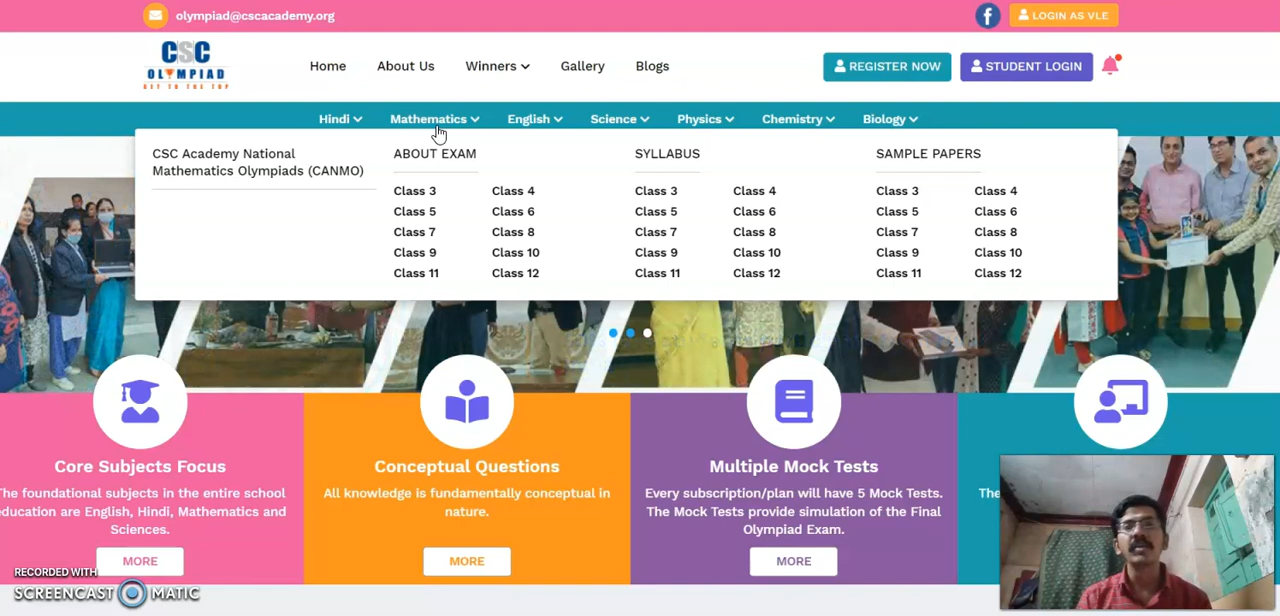 olympiad@cscacademy.org
LOGIN AS VLE
CSC
OLYMPIAD
GET TO THE TOP
Home
About Us
Winners
Gallery
Blogs
REGISTER NOW
STUDENT LOGIN
Hindi
Mathematics
English
Science
Physics
Chemistry
Biology
CSC Academy National
Mathematics Olympiads (CANMO)
ABOUT EXAM
Class 3 Class 4
Class 5 Class 6
Class 7 Class 8
Class 9 Class 10
Class 11 Class 12
SYLLABUS
Class 3 Class 4
Class 5 Class 6
Class 7 Class 8
Class 9 Class 10
Class 11 Class 12
SAMPLE PAPERS
Class 3 Class 4
Class 5 Class 6
Class 7 Class 8
Class 9 Class 10
Class 11 Class 12
Core Subjects Focus
The foundational subjects in the entire school
education are English, Hindi, Mathematics and
Sciences.
MORE
Conceptual Questions
All knowledge is fundamentally conceptual in
nature.
MORE
Multiple Mock Tests
Every subscription/plan will have 5 Mock Tests.
The Mock Tests provide simulation of the Final
Olympiad Exam.
MORE
RECORDED WITH
SCREENCAST MATIC